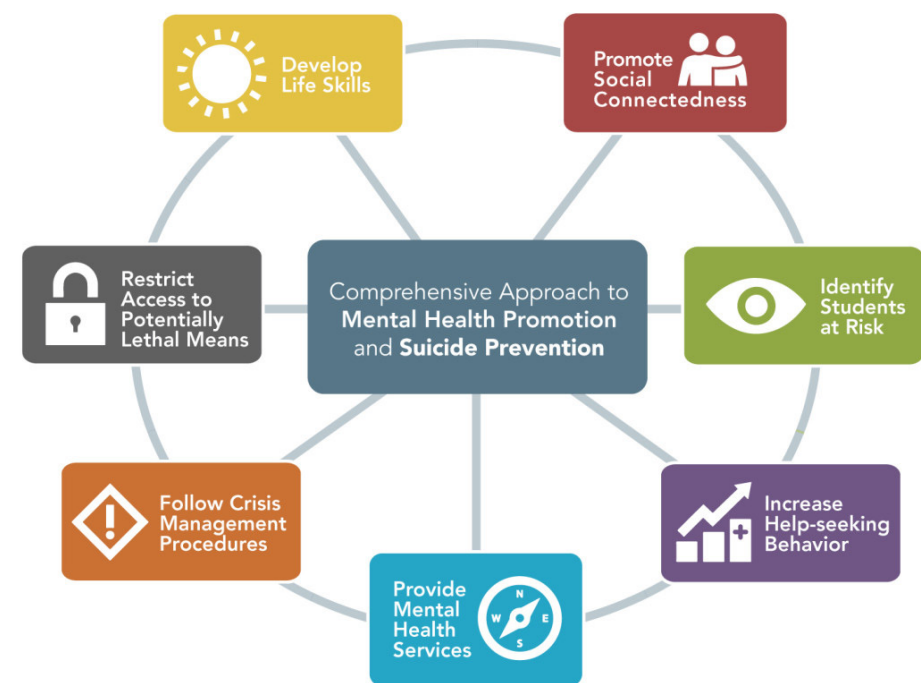 Develop
Life Skills
Promote
Social
Connectedness
Restrict
Access to
Potentially
Lethal Means
Comprehensive Approach to
Mental Health Promotion
and Suicide Prevention
Identify
Students
at Risk
Follow Crisis
Management
Procedures
Increase
Help-seeking
Behavior
Provide
Mental
Health
Services
N
W E
S